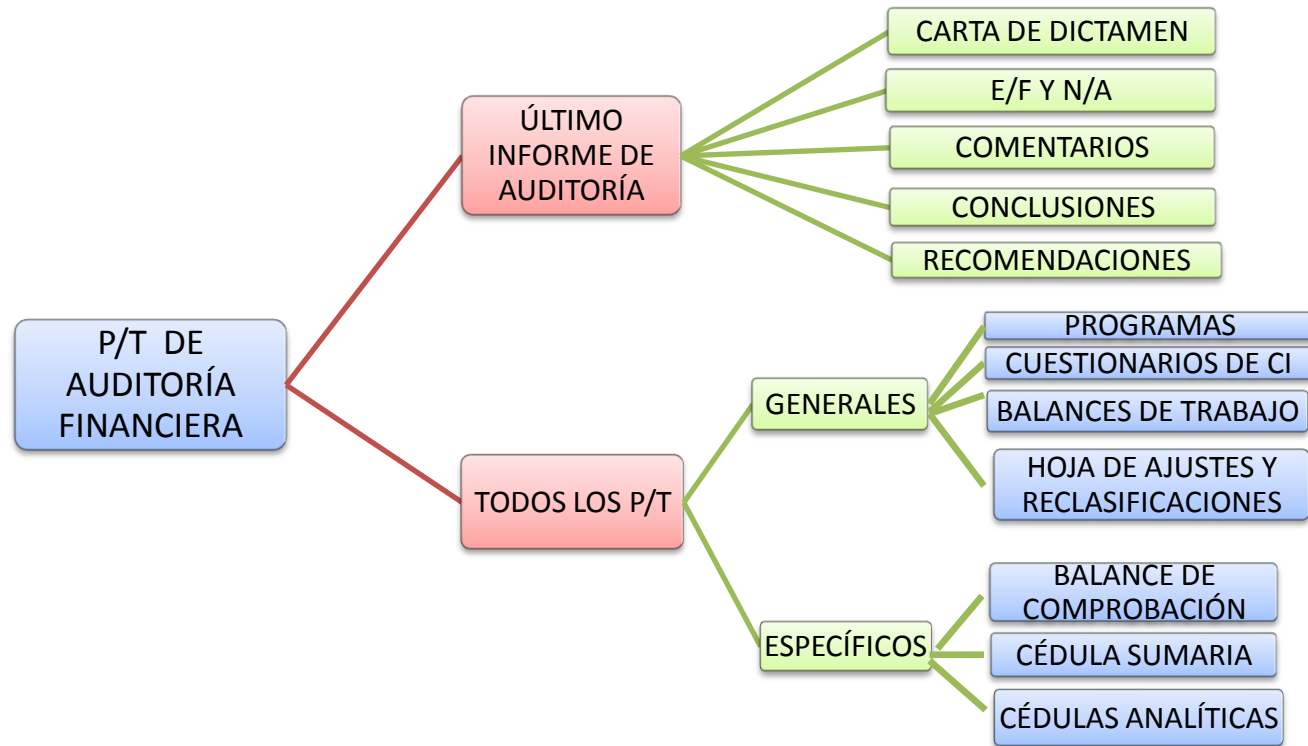 P/T DE
AUDITORÍA
FINANCIERA
ÚLTIMO
INFORME DE
AUDITORÍA
CARTA DE DICTAMEN
E/F Y N/A
COMENTARIOS
CONCLUSIONES
RECOMENDACIONES
TODOS LOS P/T
GENERALES
PROGRAMAS
CUESTIONARIOS DE CI
BALANCES DE TRABAJO
HOJA DE AJUSTES Y
RECLASIFICACIONES
ESPECÍFICOS
BALANCE DE
COMPROBACIÓN
CÉDULA SUMARIA
CÉDULAS ANALÍTICAS